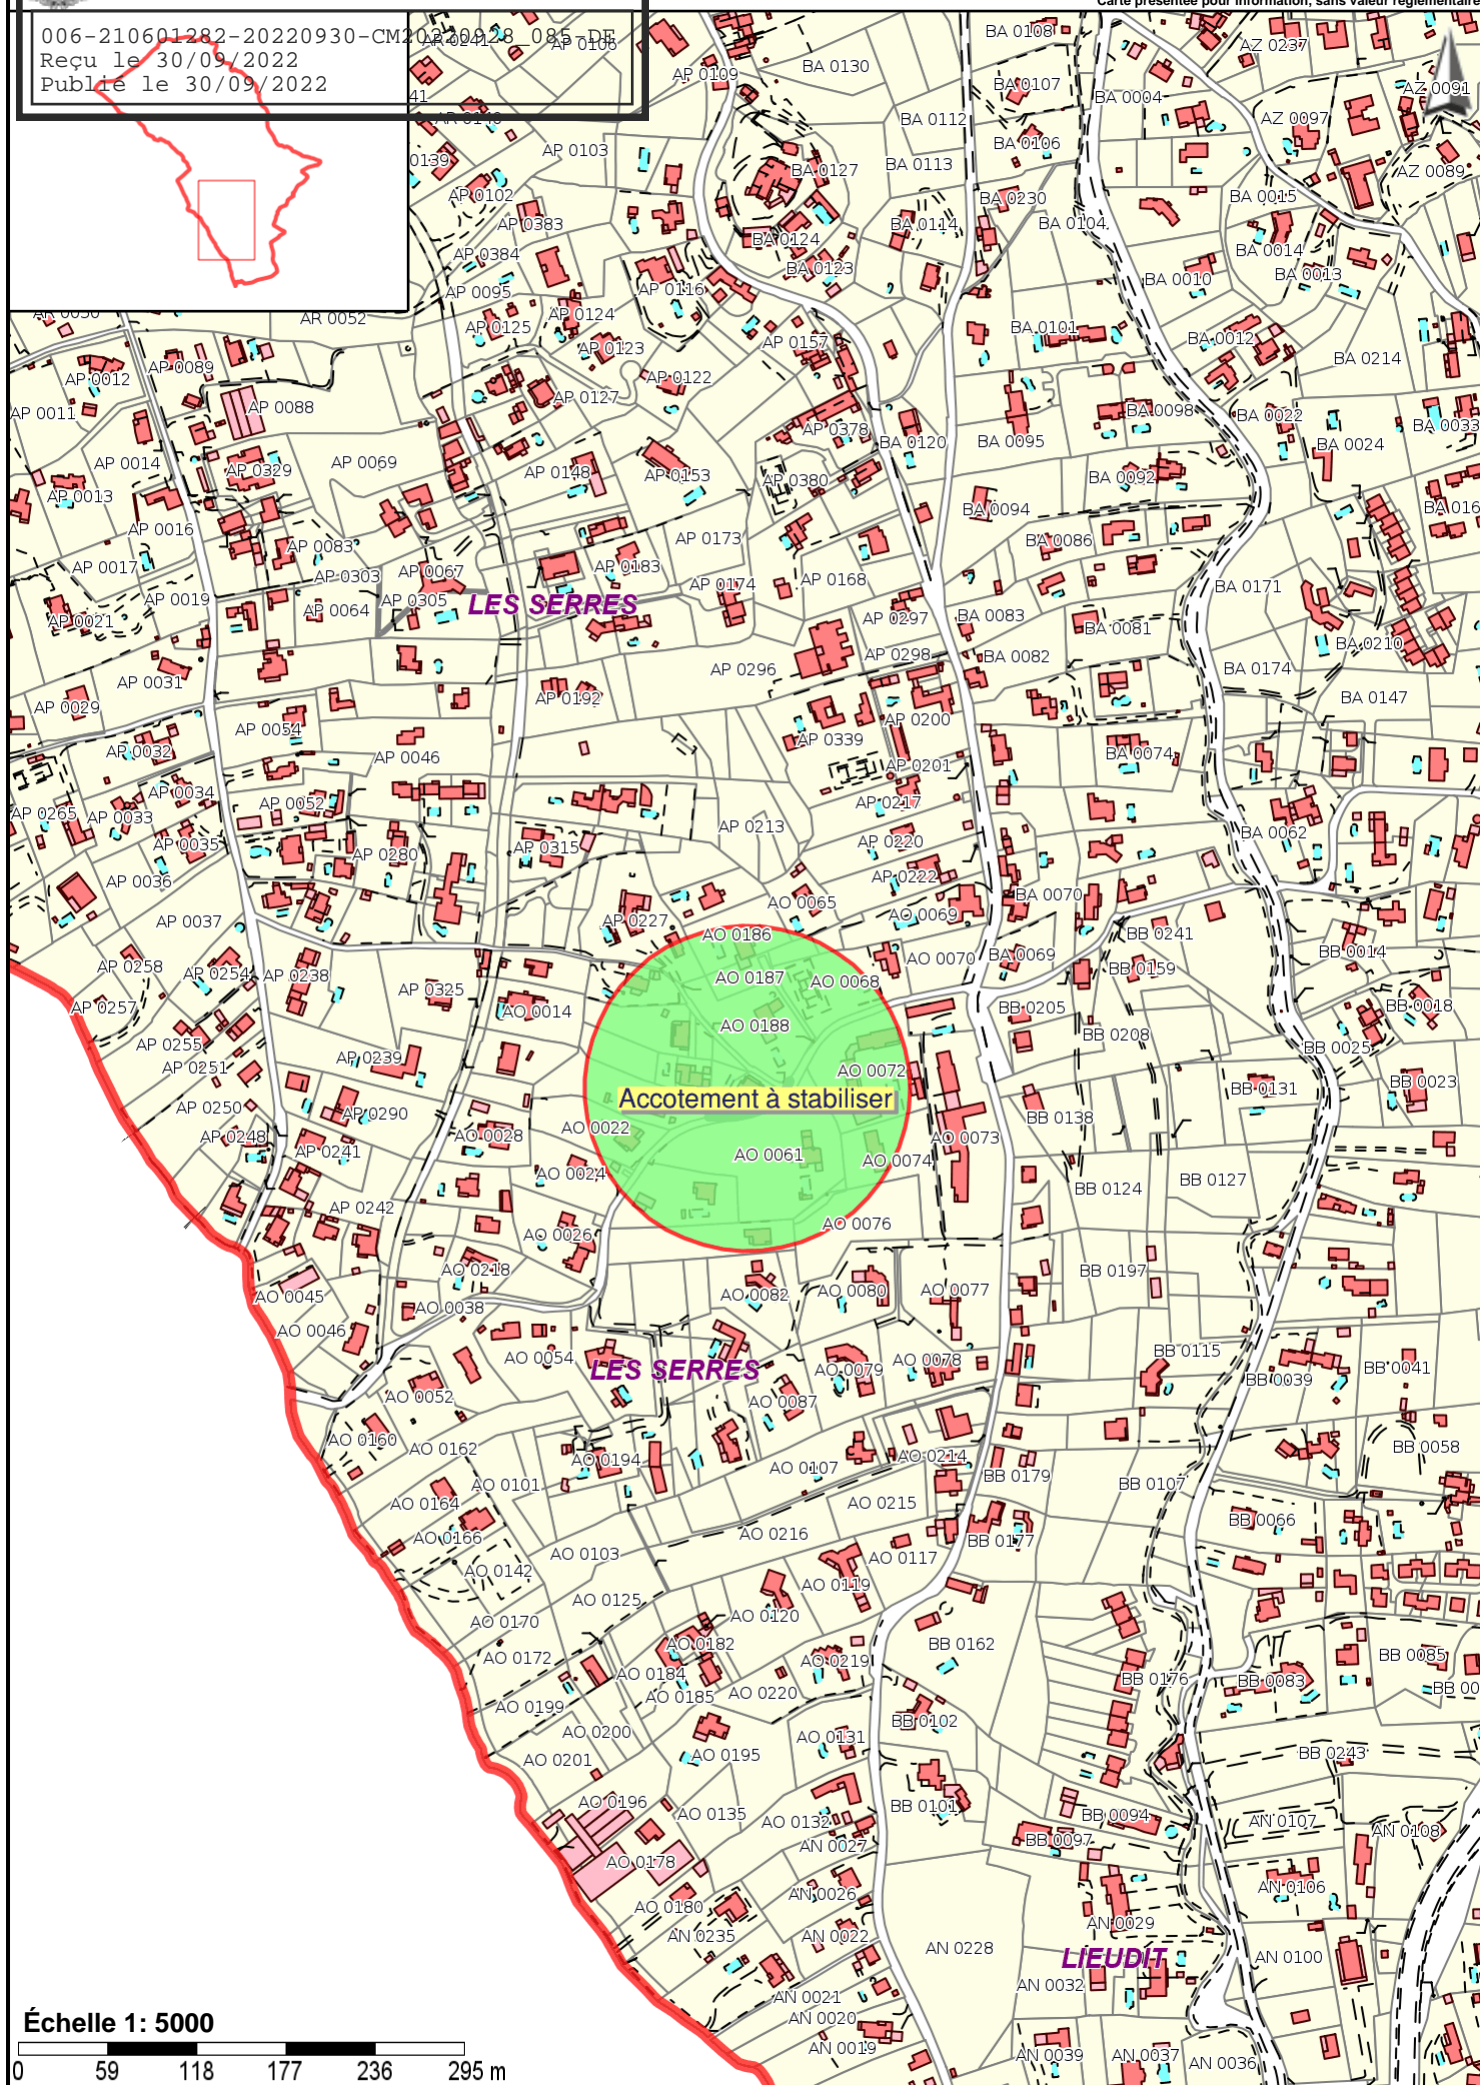 Carte présentée pour information, sans valeur réglementaire
006-210601282-20220930-CM20220928_085-DE
Reçu le 30/09/2022
Publié le 30/09/2022
AR 0241
AP 0106
AP 0109
BA 0130
BA 0108
AZ 0237
AZ 0091
BA 0107
BA 0004
AZ 0097
BA 0112
BA 0106
AP 0103
BA 0127
BA 0113
AZ 0089
AP 0102
BA 0015
BA 0230
AP 0383
BA 0114
BA 0104
BA 0124
AP 0384
BA 0014
BA 0123
BA 0013
BA 0010
AP 0116
AP 0095
AR 0052
AP 0125
AP 0124
BA 0101
BA 0012
AP 0157
AP 0123
BA 0214
AP 0089
AP 0012
AP 0122
AP 0127
AP 0088
AP 0011
BA 0098
BA 0022
BA 0033
AP 0378
BA 0120
BA 0095
BA 0024
AP 0014
AP 0069
AP 0329
AP 0148
AP 0153
AP 0380
BA 0092
AP 0013
BA 0094
BA 016
AP 0016
AP 0173
BA 0086
AP 0083
AP 0017
AP 0303
AP 0067
AP 0183
AP 0174
AP 0168
BA 0171
AP 0019
AP 0064
AP 0305
LES SERRES
AP 0021
AP 0297
BA 0083
BA 0081
BA 0210
AP 0298
BA 0082
BA 0174
AP 0296
AP 0031
BA 0147
AP 0029
AP 0192
AP 0054
AP 0200
AP 0032
AP 0046
AP 0339
BA 0074
AP 0201
AP 0034
AP 0052
AP 0217
AP 0265
AP 0033
AP 0213
BA 0062
AP 0035
AP 0280
AP 0315
AP 0220
AP 0036
AP 0222
BA 0070
AO 0065
AO 0069
AP 0037
AP 0227
AO 0186
BB 0241
BB 0014
AP 0258
AP 0254
AP 0238
AO 0070
BA 0069
BB 0159
AO 0187
AO 0068
AP 0325
AP 0257
AO 0014
BB 0205
BB 0018
AO 0188
AP 0255
BB 0208
BB 0025
AP 0251
AP 0239
AO 0072
BB 0131
BB 0023
Accotement à stabiliser
AP 0250
AP 0290
BB 0138
AO 0022
AP 0248
AO 0028
AO 0073
AP 0241
AO 0061
AO 0074
AO 0024
BB 0124
BB 0127
AP 0242
AO 0076
AO 0026
AO 0218
BB 0197
AO 0045
AO 0038
AO 0082
AO 0080
AO 0077
AO 0046
AO 0054
LES SERRES
AO 0079
AO 0078
BB 0115
BB 0039
BB 0041
AO 0052
AO 0087
AO 0160
AO 0162
AO 0194
AO 0107
AO 0214
BB 0058
BB 0179
AO 0101
BB 0107
AO 0164
AO 0215
BB 0066
AO 0166
AO 0216
BB 0177
AO 0103
AO 0142
AO 0117
AO 0119
AO 0125
AO 0120
AO 0170
AO 0182
BB 0162
AO 0172
AO 0219
BB 0085
AO 0184
BB 0176
BB 0083
BB 00
AO 0185
AO 0220
AO 0199
BB 0102
AO 0200
AO 0131
BB 0243
AO 0201
AO 0195
AO 0196
BB 0101
AO 0135
AO 0132
BB 0094
AN 0107
AN 0108
BB 0097
AN 0027
AO 0178
AN 0106
AN 0026
AO 0180
AN 0029
AN 0235
AN 0022
AN 0228
LIEUDIT
AN 0100
AN 0032
AN 0021
AN 0020
AN 0019
AN 0039
AN 0037
AN 0036
Échelle 1: 5000
0 59 118 177 236 295 m